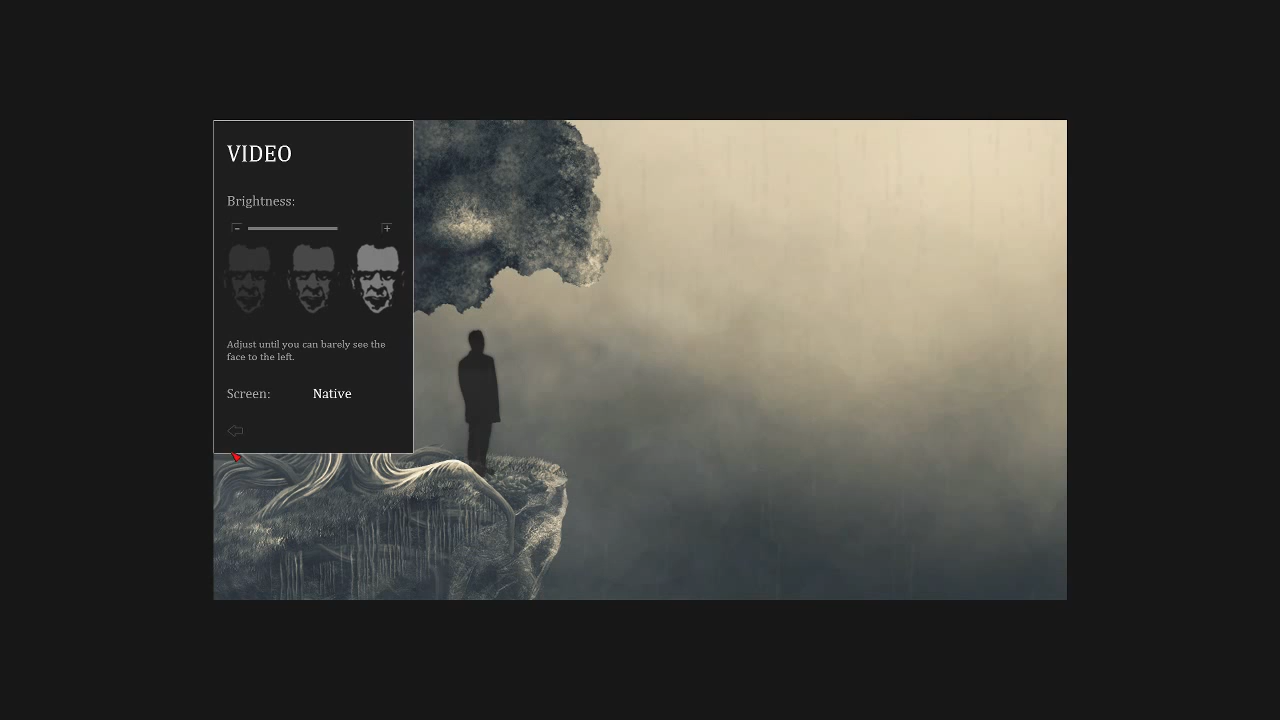 VIDEO
Brightness:
- +
Adjust until you can barely see the
face to the left.
Screen: Native